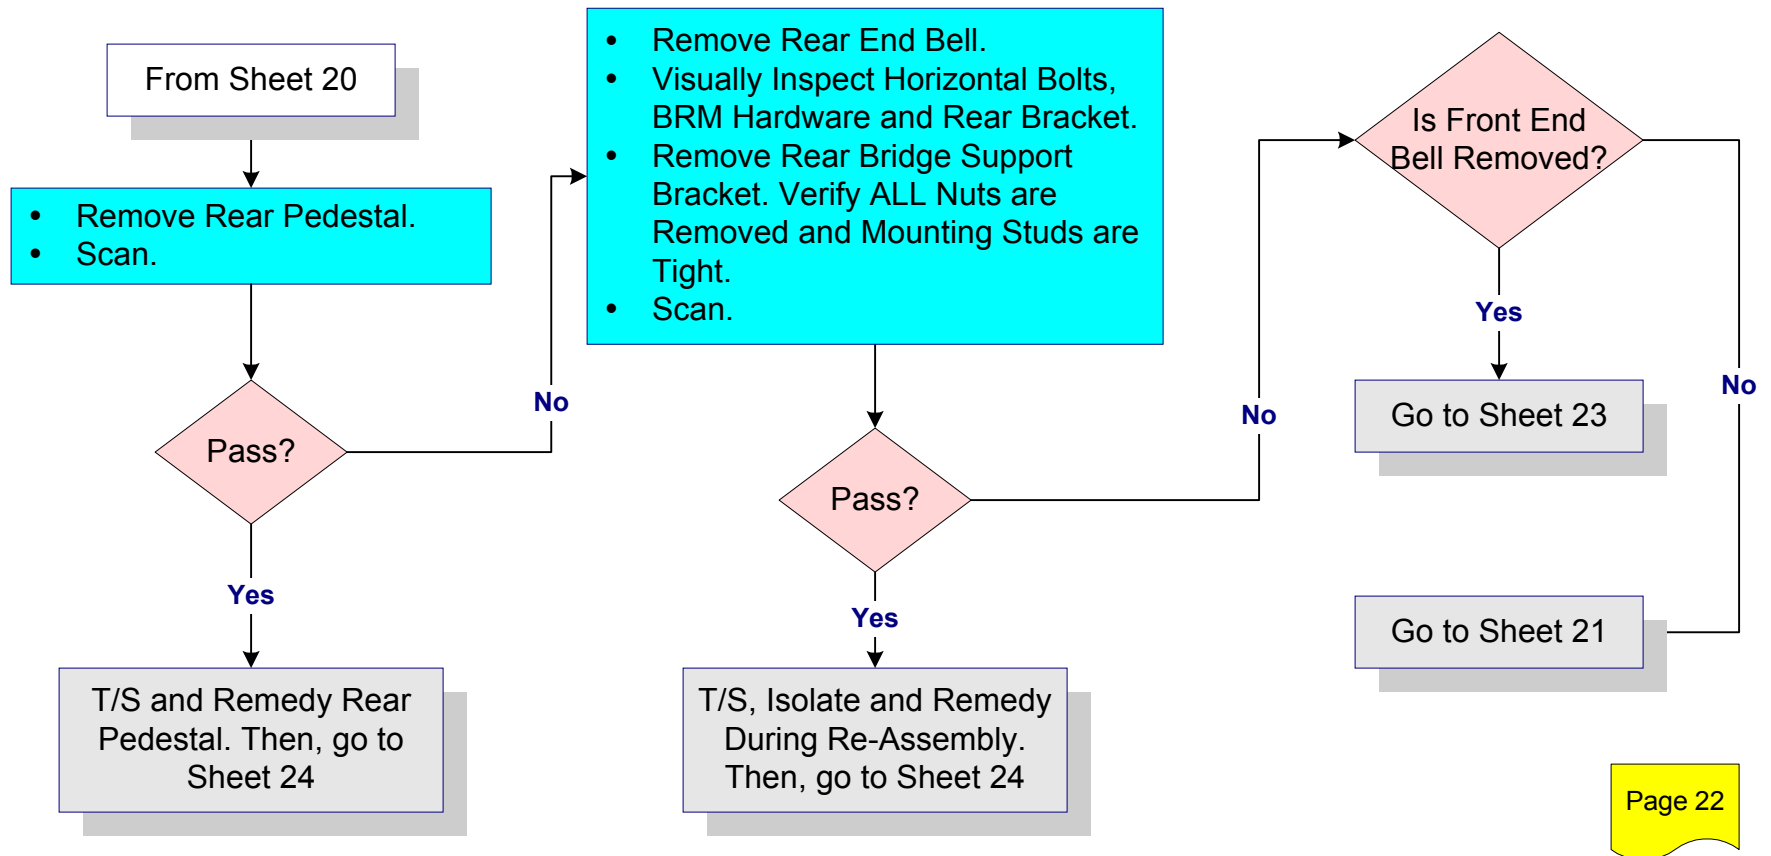 From Sheet 20
• Remove Rear Pedestal.
• Scan.
Pass?
No
Yes
T/S and Remedy Rear
Pedestal. Then, go to
Sheet 24
• Remove Rear End Bell.
• Visually Inspect Horizontal Bolts,
BRM Hardware and Rear Bracket.
• Remove Rear Bridge Support
Bracket. Verify ALL Nuts are
Removed and Mounting Studs are
Tight.
• Scan.
Pass?
No
Yes
T/S, Isolate and Remedy
During Re-Assembly.
Then, go to Sheet 24
Is Front End
Bell Removed?
Yes
No
Go to Sheet 23
Go to Sheet 21
Page 22